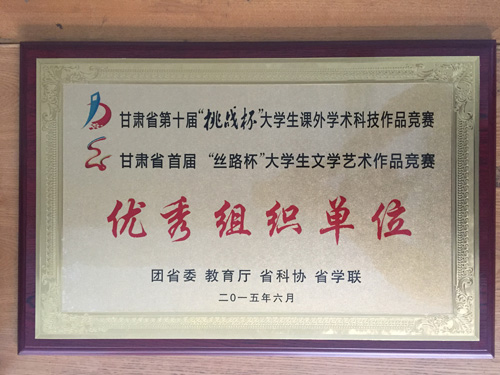 甘肃省第十届“挑战杯”大学生课外学术科技作品竞赛
甘肃省首届 “丝路杯”大学生文学艺术作品竞赛
优秀组织单位
团省委 教育厅 省科协 省学联
二〇一五年六月